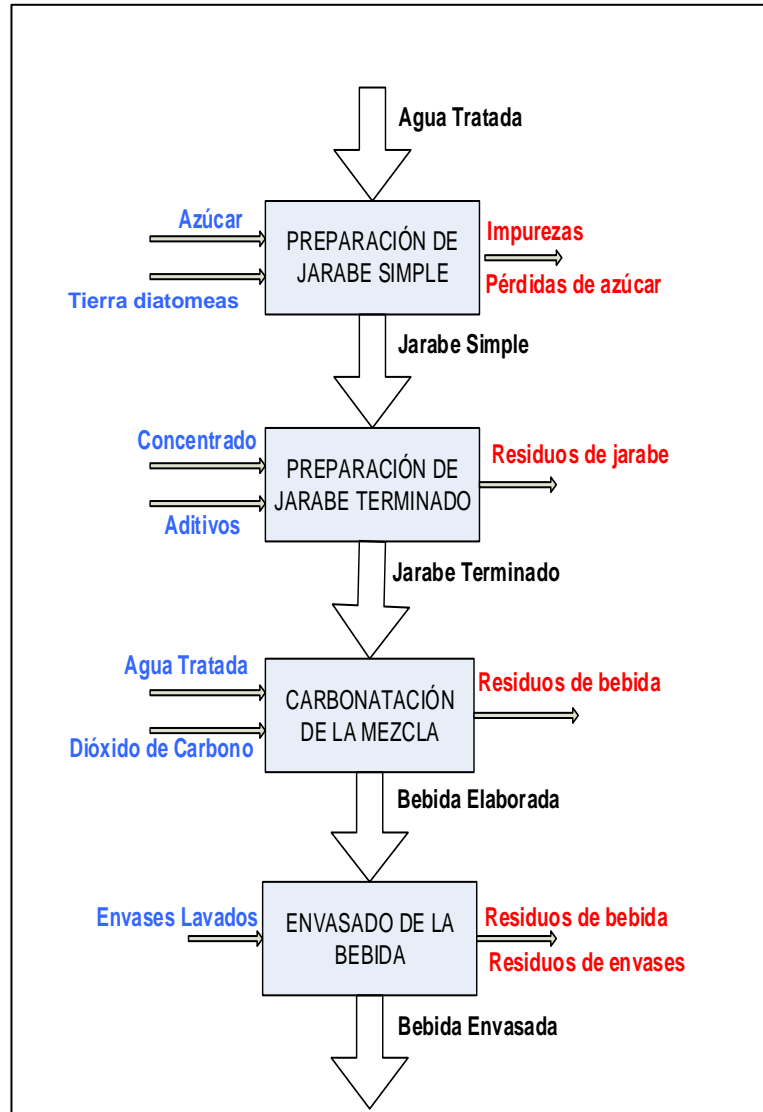 Agua Tratada
Azúcar
Tierra diatomeas
PREPARACIÓN DE
JARABE SIMPLE
Impurezas
Pérdidas de azúcar
Jarabe Simple
Concentrado
Aditivos
PREPARACIÓN DE
JARABE TERMINADO
Residuos de jarabe
Jarabe Terminado
Agua Tratada
Dióxido de Carbono
CARBONATACIÓN
DE LA MEZCLA
Residuos de bebida
Bebida Elaborada
Envases Lavados
ENVASADO DE LA
BEBIDA
Residuos de bebida
Residuos de envases
Bebida Envasada